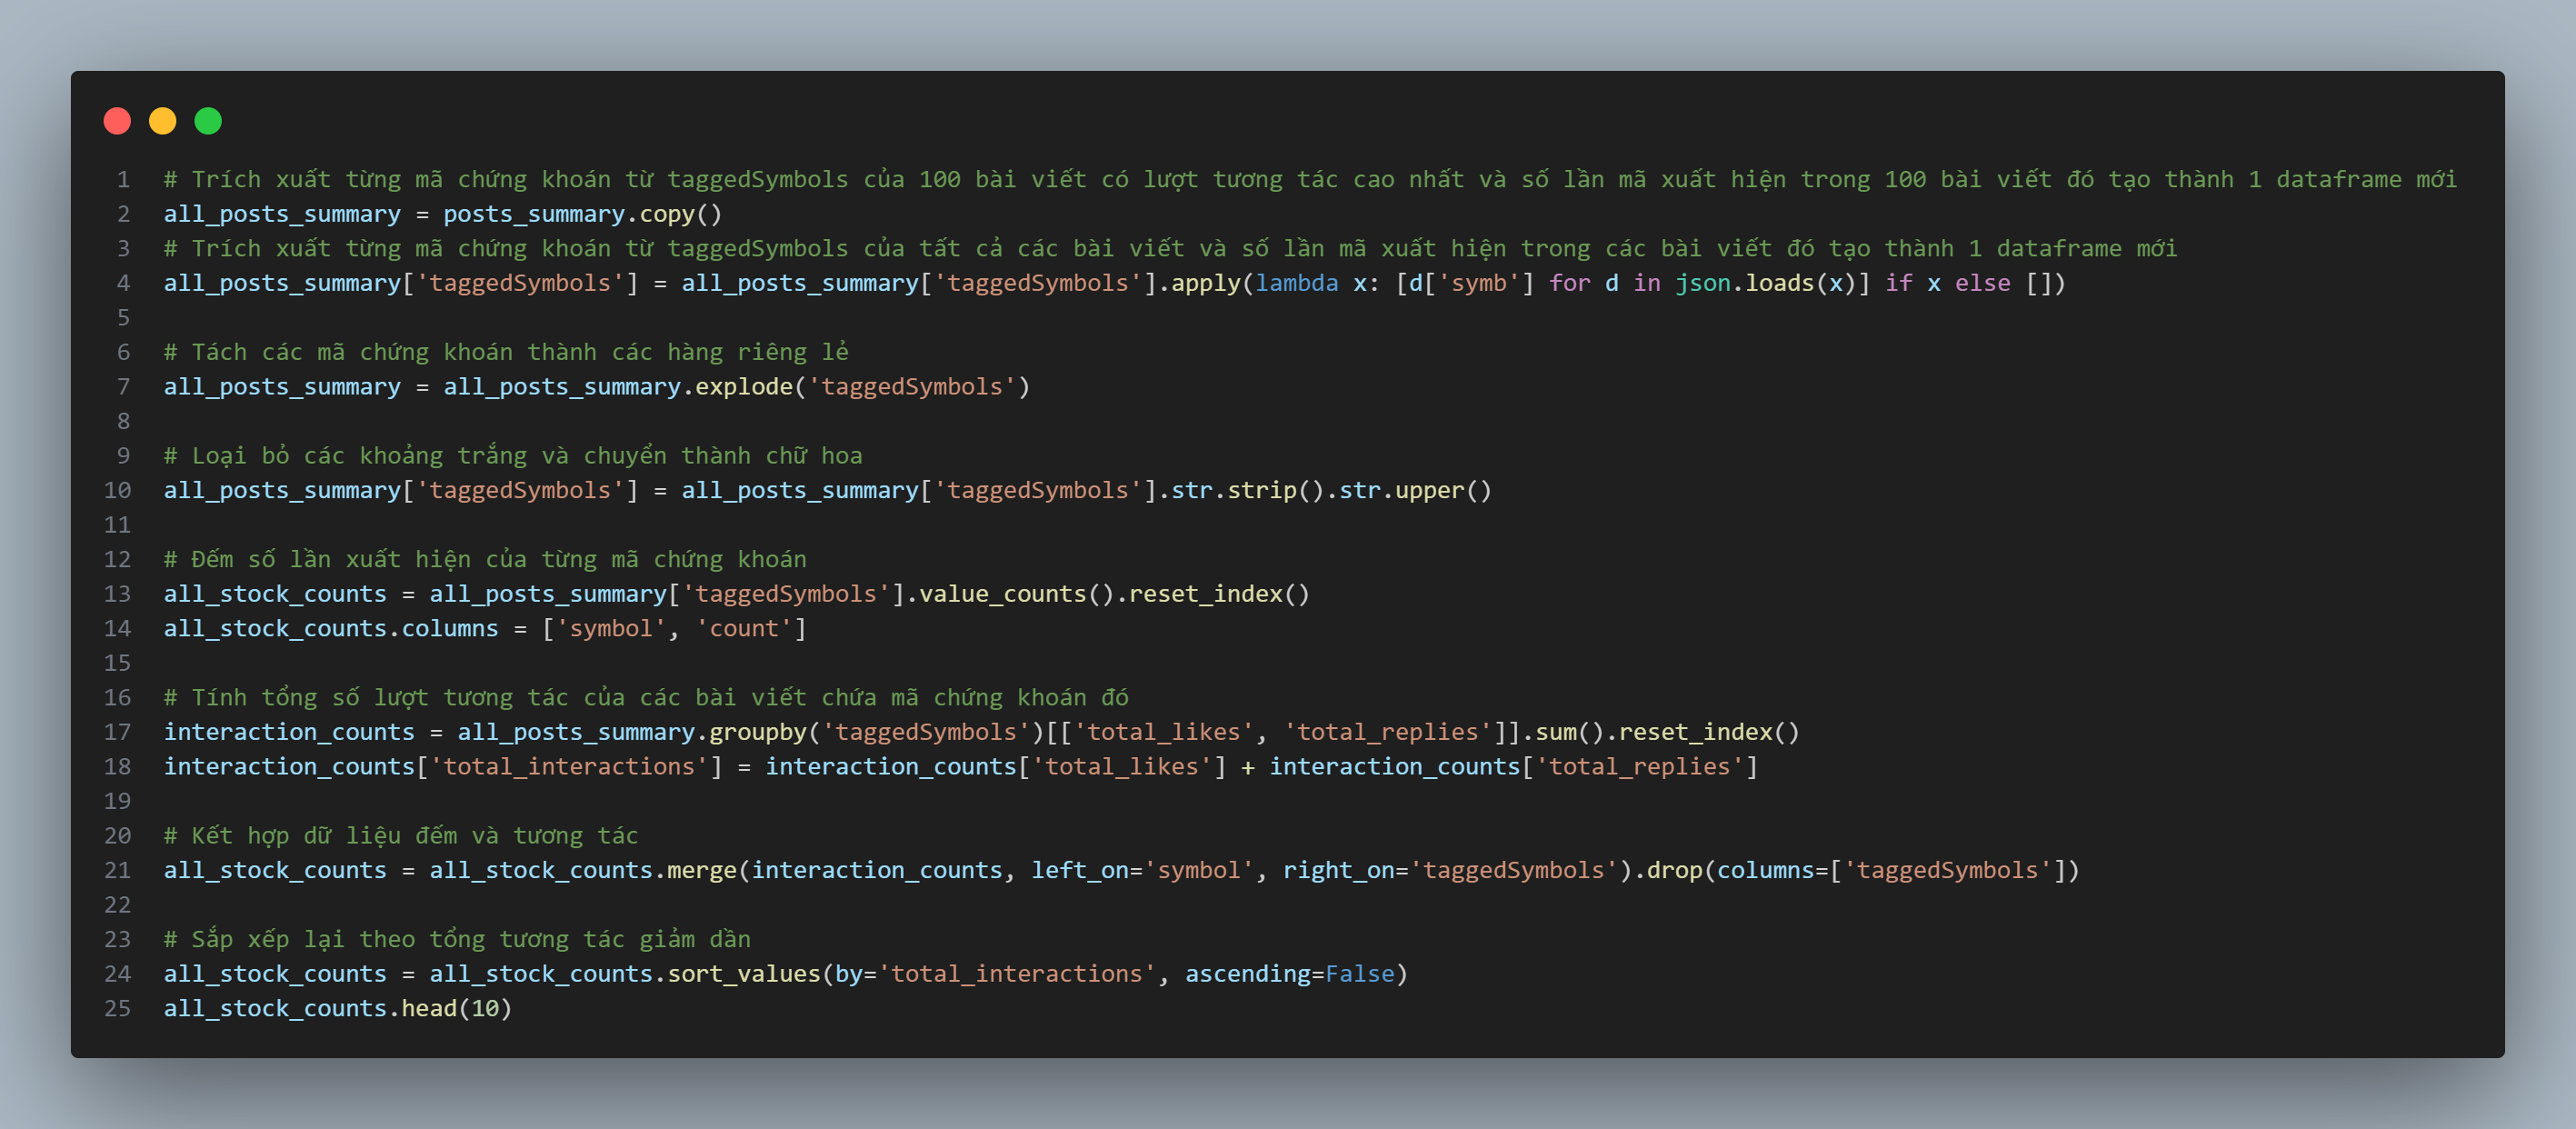 1 # Trích xuất từng mã chứng khoán từ taggedSymbols của 100 bài viết có lượt tương tác cao nhất và số lần mã xuất hiện trong 100 bài viết đó tạo thành 1 dataframe mới
2 all_posts_summary = posts_summary.copy()
3 # Trích xuất từng mã chứng khoán từ taggedSymbols của tất cả các bài viết và số lần mã xuất hiện trong các bài viết đó tạo thành 1 dataframe mới
4 all_posts_summary['taggedSymbols'] = all_posts_summary['taggedSymbols'].apply(lambda x: [d['symb'] for d in json.loads(x)] if x else [])
5
6 # Tách các mã chứng khoán thành các hàng riêng lẻ
7 all_posts_summary = all_posts_summary.explode('taggedSymbols')
8
9 # Loại bỏ các khoảng trắng và chuyển thành chữ hoa
10 all_posts_summary['taggedSymbols'] = all_posts_summary['taggedSymbols'].str.strip().str.upper()
11
12 # Đếm số lần xuất hiện của từng mã chứng khoán
13 all_stock_counts = all_posts_summary['taggedSymbols'].value_counts().reset_index()
14 all_stock_counts.columns = ['symbol', 'count']
15
16 # Tính tổng số lượt tương tác của các bài viết chứa mã chứng khoán đó
17 interaction_counts = all_posts_summary.groupby('taggedSymbols')[['total_likes', 'total_replies']].sum().reset_index()
18 interaction_counts['total_interactions'] = interaction_counts['total_likes'] + interaction_counts['total_replies']
19
20 # Kết hợp dữ liệu đếm và tương tác
21 all_stock_counts = all_stock_counts.merge(interaction_counts, left_on='symbol', right_on='taggedSymbols').drop(columns=['taggedSymbols'])
22
23 # Sắp xếp lại theo tổng tương tác giảm dần
24 all_stock_counts = all_stock_counts.sort_values(by='total_interactions', ascending=False)
25 all_stock_counts.head(10)